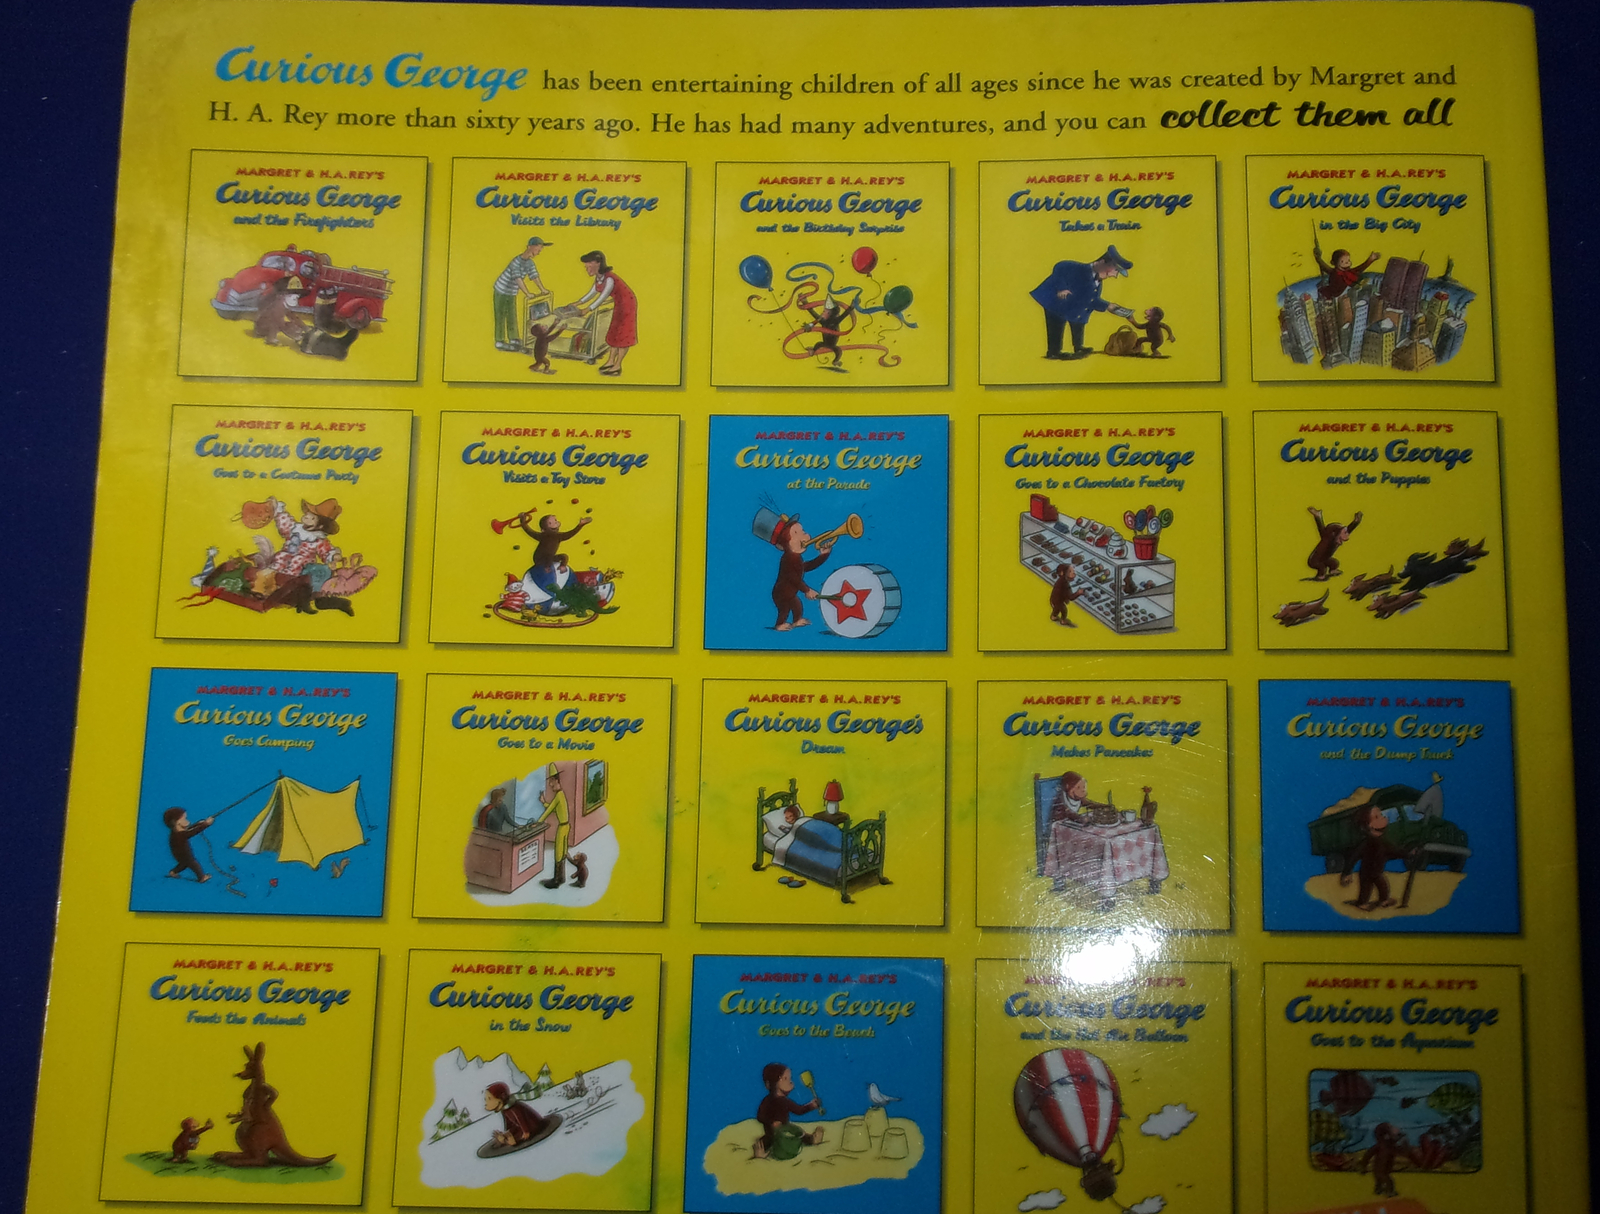 Curious George has been entertaining children of all ages since he was created by Margret and
H. A. Rey more than sixty years ago. He has had many adventures, and you can collect them all
MARGRET & H.A.REY'S
Curious George
and the Firefighters
MARGRET & H.A.REY'S
Curious George
Visits the Library
MARGRET & H.A.REY'S
Curious George
and the Birthday Surprise
MARGRET & H.A.REY'S
Curious George
Takes a Train
MARGRET & H.A.REY'S
Curious George
in the Big City
MARGRET & H.A.REY'S
Curious George
Goes to a Costume Party
MARGRET & H.A.REY'S
Curious George
Visits a Toy Store
MARGRET & H.A.REY'S
Curious George
at the Parade
MARGRET & H.A.REY'S
Curious George
Goes to a Chocolate Factory
MARGRET & H.A.REY'S
Curious George
and the Puppies
MARGRET & H.A.REY'S
Curious George
Goes Camping
MARGRET & H.A.REY'S
Curious George
Goes to a Movie
MARGRET & H.A.REY'S
Curious George's
Dream
MARGRET & H.A.REY'S
Curious George
Makes Pancakes
MARGRET & H.A.REY'S
Curious George
and the Dump Truck
MARGRET & H.A.REY'S
Curious George
Feeds the Animals
MARGRET & H.A.REY'S
Curious George
in the Snow
MARGRET & H.A.REY'S
Curious George
Goes to the Beach
REY'S
Curious George
and the Hot Air Balloon
MARGRET & H.A.REY'S
Curious George
Goes to the Aquarium